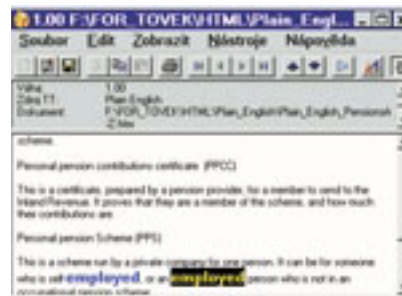 1.00 F:\FOR_TOVEK\HTML\Plain_Engl...
Soubor Edit Zobrazit Nástroje Nápověda
Váha: 1.00
Zdroj TT: Plain English
Dokument: F:\FOR_TOVEK\HTML\Plain_English\Plain_English_Pensionsh
-Z.htm
scheme.
Personal pension contributions certificate (PPCC)
This is a certificate, prepared by a pension provider, for a member to send to the
Inland Revenue. It proves that they are a member of the scheme, and how much
their contributions are.
Personal pension Scheme (PPS)
This is a scheme run by a private company for one person. It can be for someone
who is self-employed, or an employed person who is not in an
occupational pension scheme